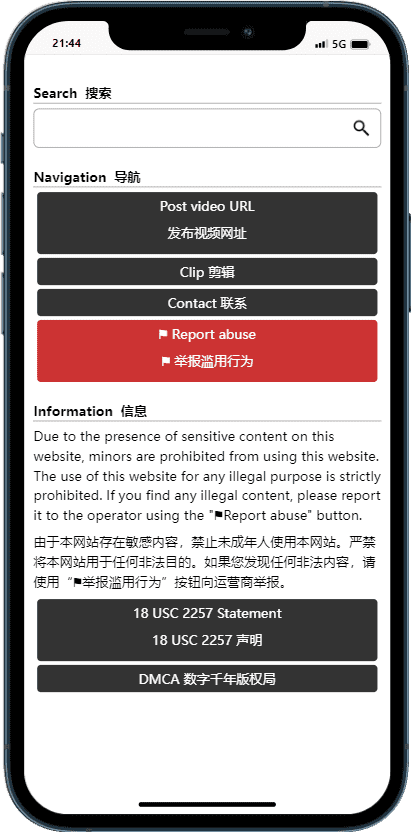 21:44
5G
Search 搜索
Navigation 导航
Post video URL
发布视频网址
Clip 剪辑
Contact 联系
⚑ Report abuse
⚑ 举报滥用行为
Information 信息
Due to the presence of sensitive content on this
website, minors are prohibited from using this website.
The use of this website for any illegal purpose is strictly
prohibited. If you find any illegal content, please report
it to the operator using the "⚑Report abuse" button.
由于本网站存在敏感内容，禁止未成年人使用本网站。严禁
将本网站用于任何非法目的。如果您发现任何非法内容，请
使用“⚑举报滥用行为”按钮向运营商举报。
18 USC 2257 Statement
18 USC 2257 声明
DMCA 数字千年版权局